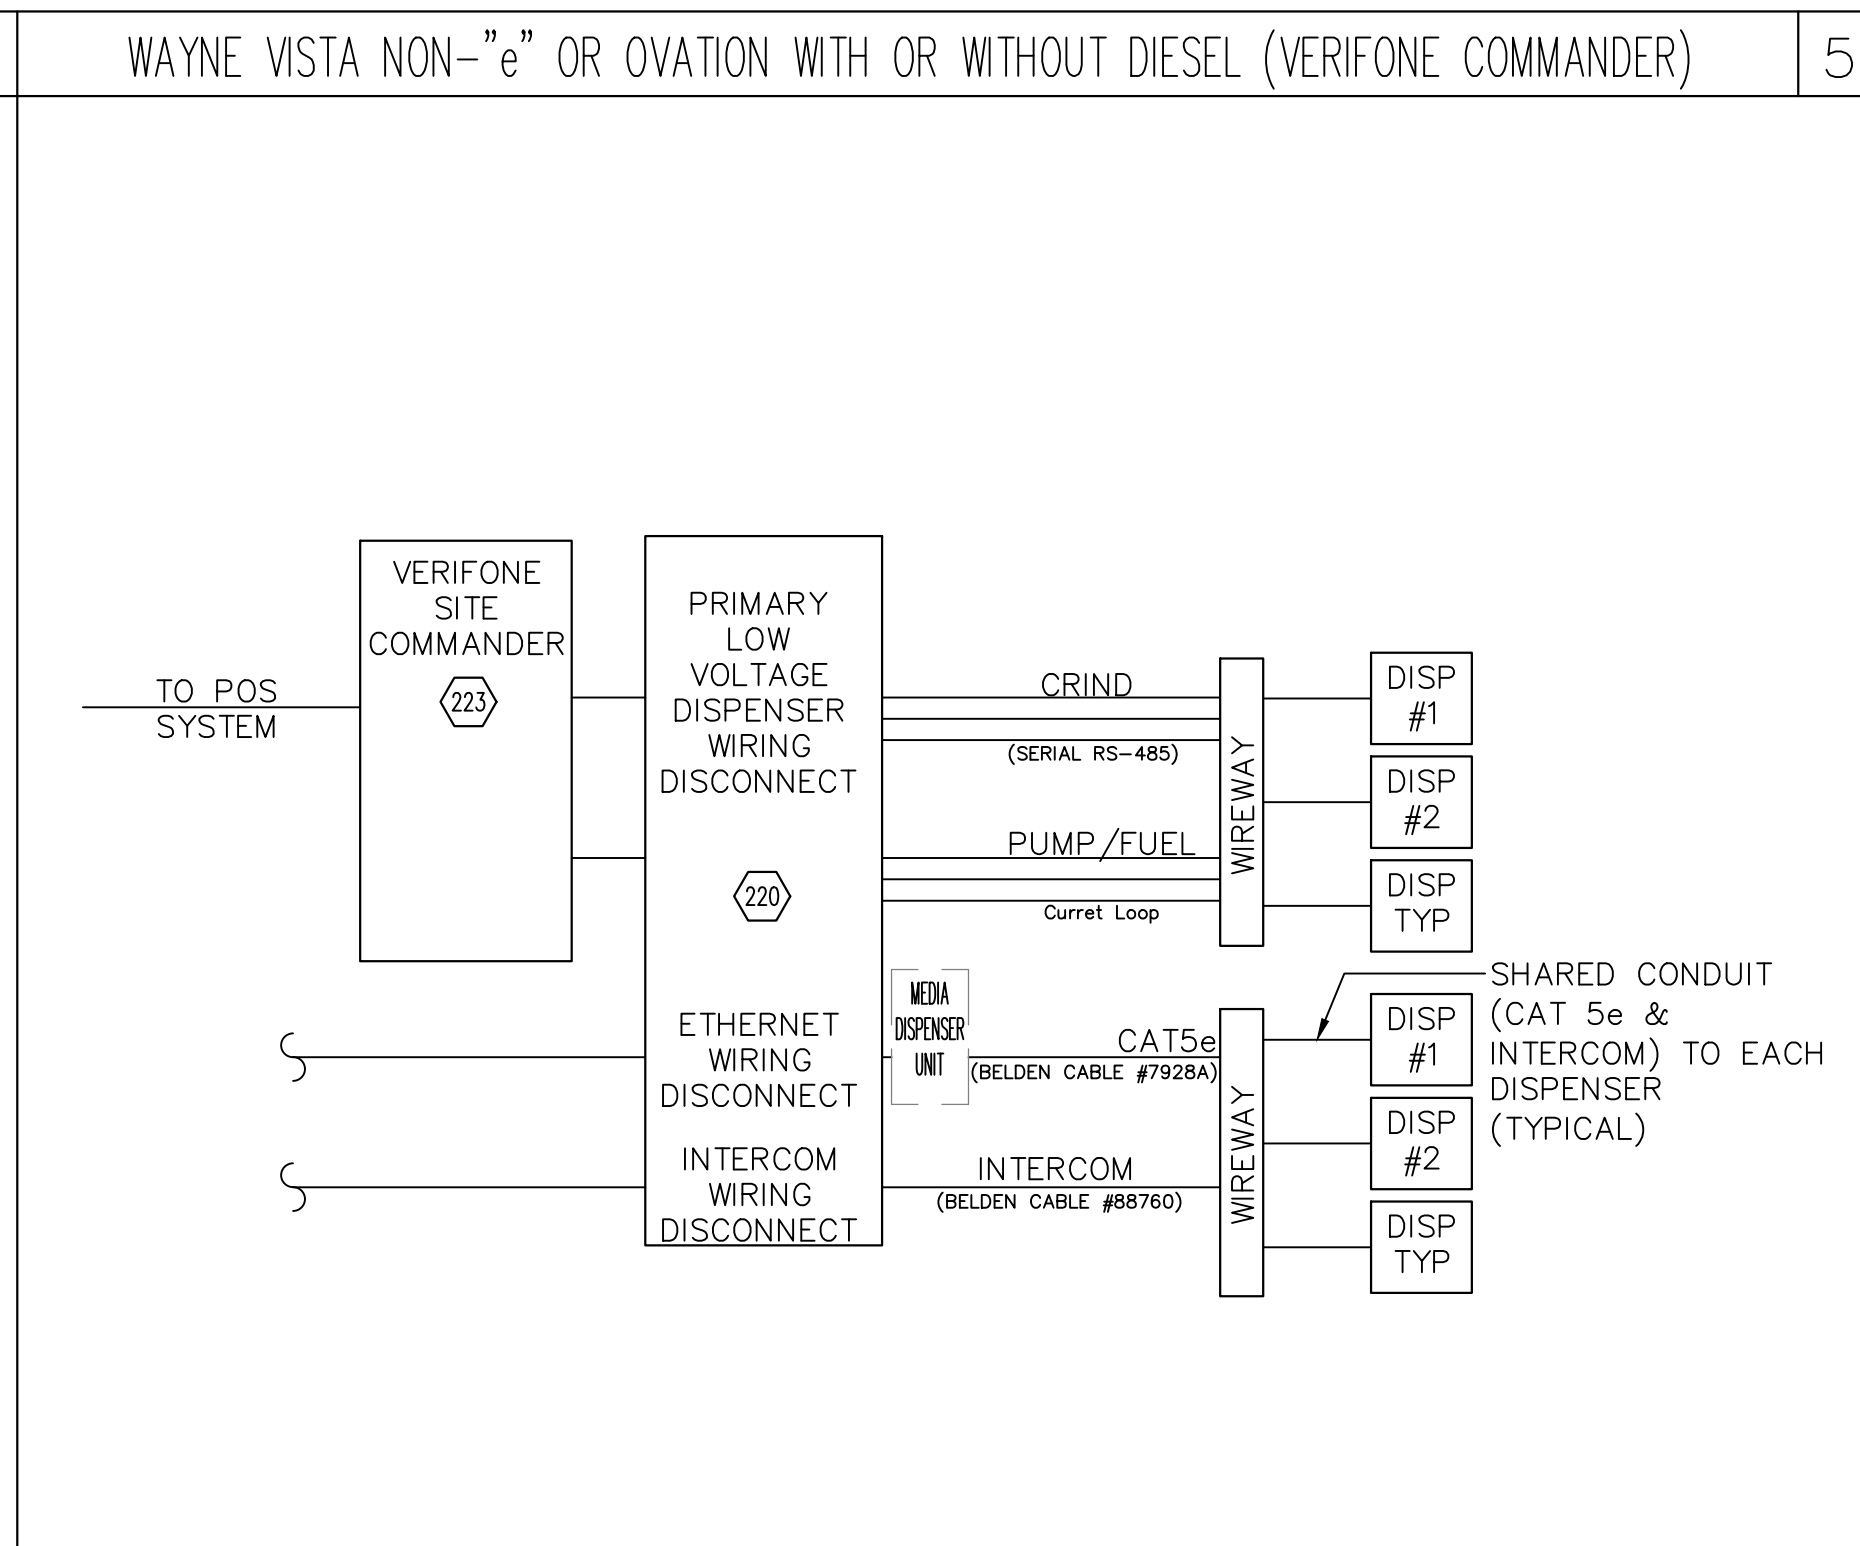 WAYNE VISTA NON-"e" OR OVATION WITH OR WITHOUT DIESEL (VERIFONE COMMANDER)
5
TO POS
SYSTEM
VERIFONE
SITE
COMMANDER
223
PRIMARY
LOW
VOLTAGE
DISPENSER
WIRING
DISCONNECT
220
ETHERNET
WIRING
DISCONNECT
INTERCOM
WIRING
DISCONNECT
CRIND
(SERIAL RS-485)
PUMP/FUEL
Curret Loop
MEDIA
DISPENSER
UNIT
CAT5e
(BELDEN CABLE #7928A)
INTERCOM
(BELDEN CABLE #88760)
WIREWAY
WIREWAY
DISP
#1
DISP
#2
DISP
TYP
DISP
#1
DISP
#2
DISP
TYP
SHARED CONDUIT
(CAT 5e &
INTERCOM) TO EACH
DISPENSER
(TYPICAL)